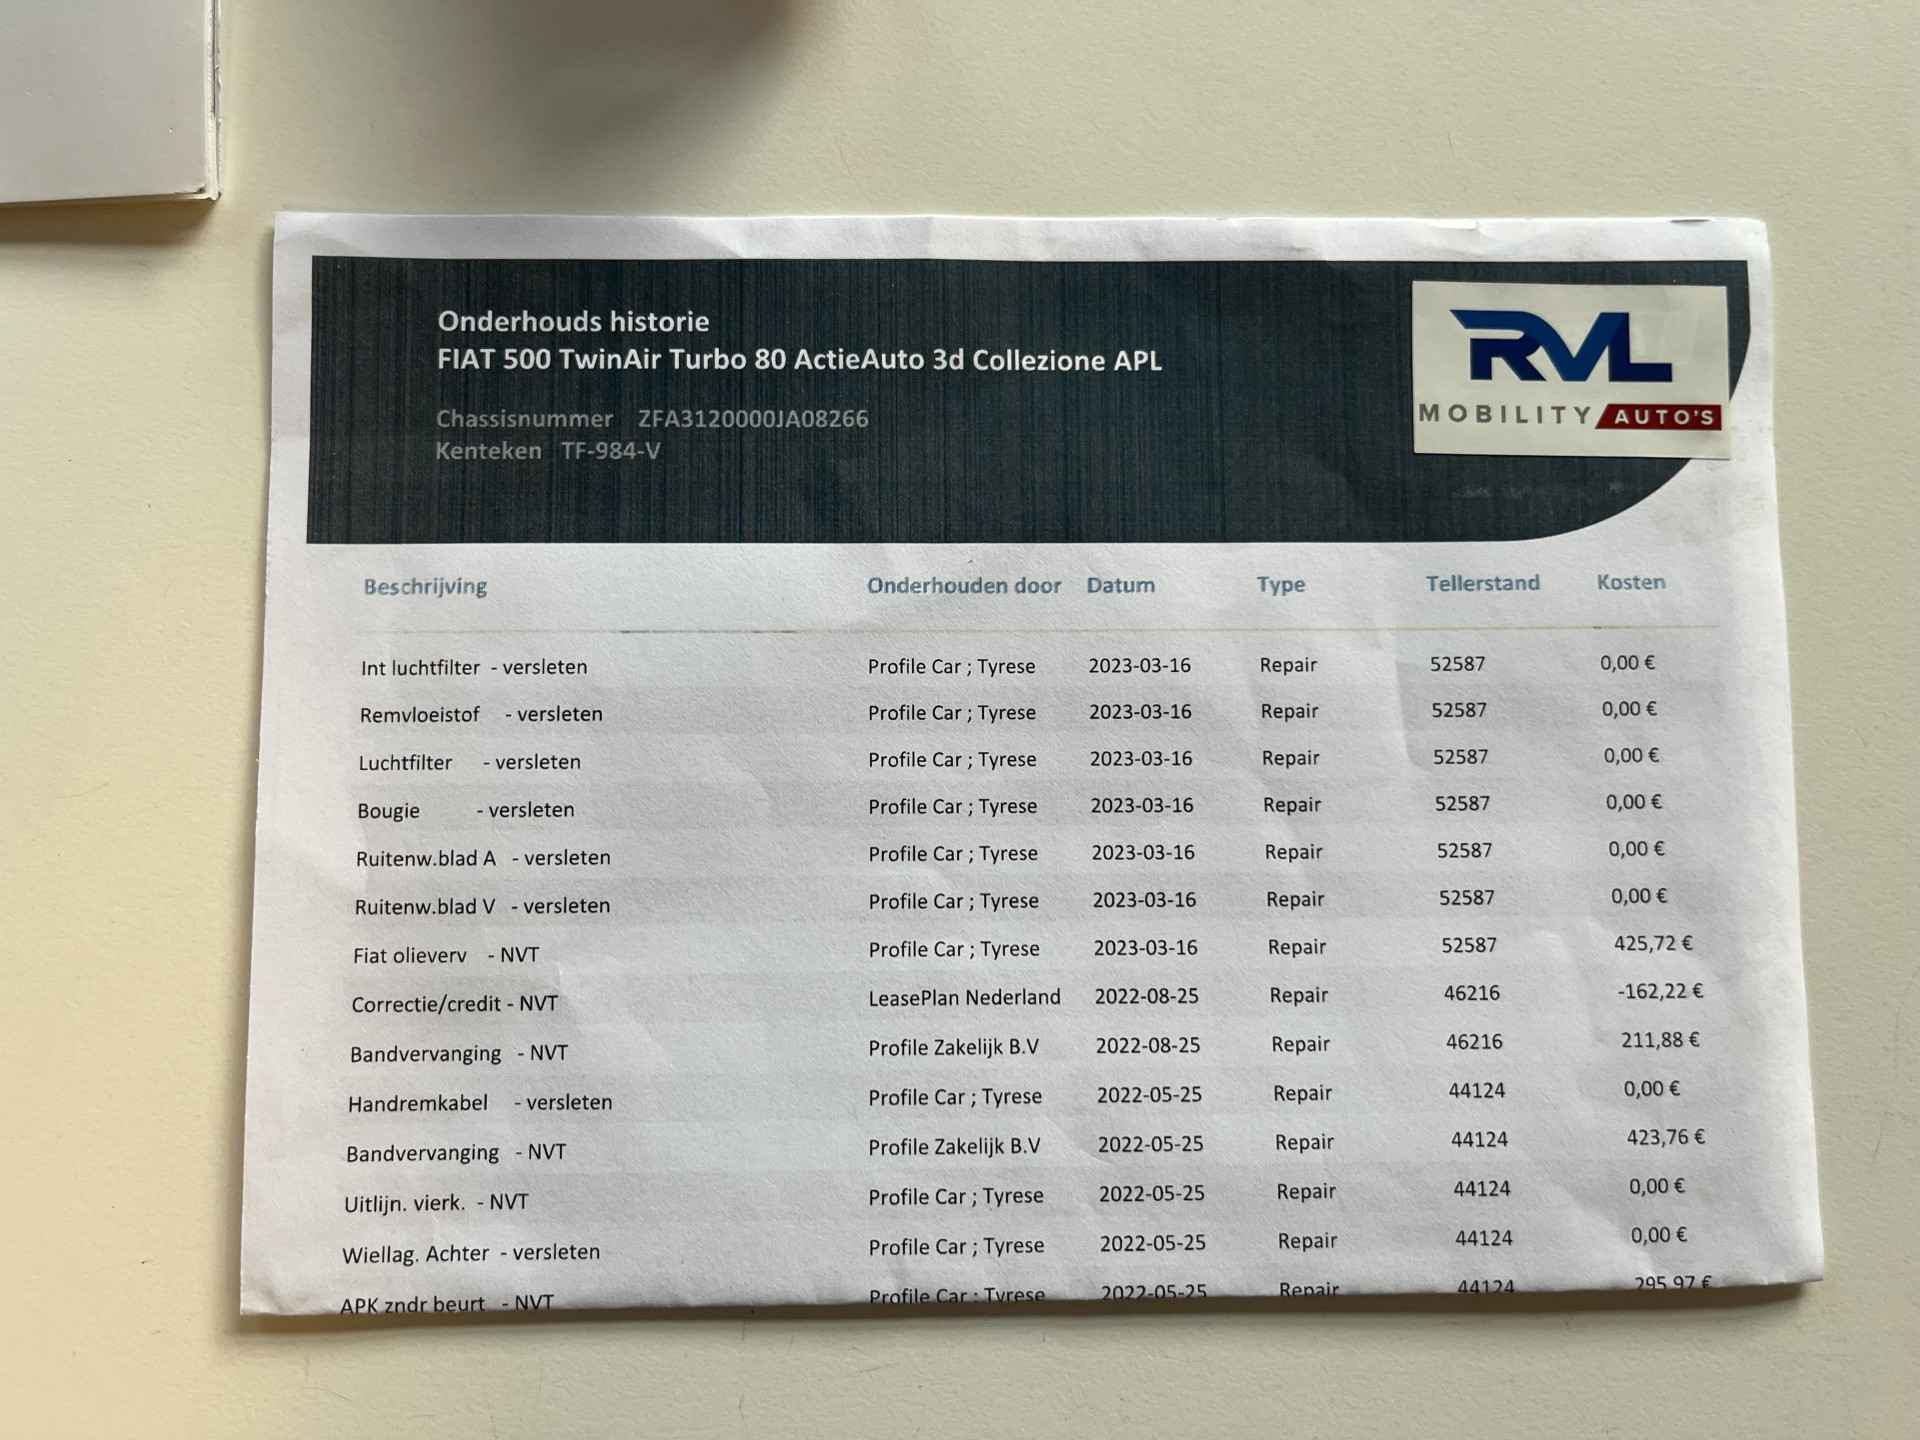 Onderhouds historie
FIAT 500 TwinAir Turbo 80 ActieAuto 3d Collezione APL
Chassisnummer ZFA3120000JA08266
Kenteken TF-984-V
RVL
MOBILITY AUTO'S
Beschrijving Onderhouden door Datum Type Tellerstand Kosten
Int luchtfilter - versleten Profile Car ; Tyrese 2023-03-16 Repair 52587 0,00 €
Remvloeistof - versleten Profile Car ; Tyrese 2023-03-16 Repair 52587 0,00 €
Luchtfilter - versleten Profile Car ; Tyrese 2023-03-16 Repair 52587 0,00 €
Bougie - versleten Profile Car ; Tyrese 2023-03-16 Repair 52587 0,00 €
Ruitenw.blad A - versleten Profile Car ; Tyrese 2023-03-16 Repair 52587 0,00 €
Ruitenw.blad V - versleten Profile Car ; Tyrese 2023-03-16 Repair 52587 0,00 €
Fiat olieverv - NVT Profile Car ; Tyrese 2023-03-16 Repair 52587 425,72 €
Correctie/credit - NVT LeasePlan Nederland 2022-08-25 Repair 46216 -162,22 €
Bandvervanging - NVT Profile Zakelijk B.V 2022-08-25 Repair 46216 211,88 €
Handremkabel - versleten Profile Car ; Tyrese 2022-05-25 Repair 44124 0,00 €
Bandvervanging - NVT Profile Zakelijk B.V 2022-05-25 Repair 44124 423,76 €
Uitlijn. vierk. - NVT Profile Car ; Tyrese 2022-05-25 Repair 44124 0,00 €
Wiellag. Achter - versleten Profile Car ; Tyrese 2022-05-25 Repair 44124 0,00 €
APK zndr beurt - NVT Profile Car ; Tyrese 2022-05-25 Repair 44124 295,97 €